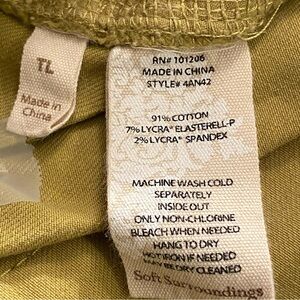 TL
Made in
China
RN# 101206
MADE IN CHINA
STYLE# 4AN42
91% COTTON
7% LYCRA® ELASTERELL-P
2% LYCRA® SPANDEX
MACHINE WASH COLD
SEPARATELY
INSIDE OUT
ONLY NON-CHLORINE
BLEACH WHEN NEEDED
HANG TO DRY
HOT IRON IF NEEDED
MAY BE DRY CLEANED
Soft Surroundings